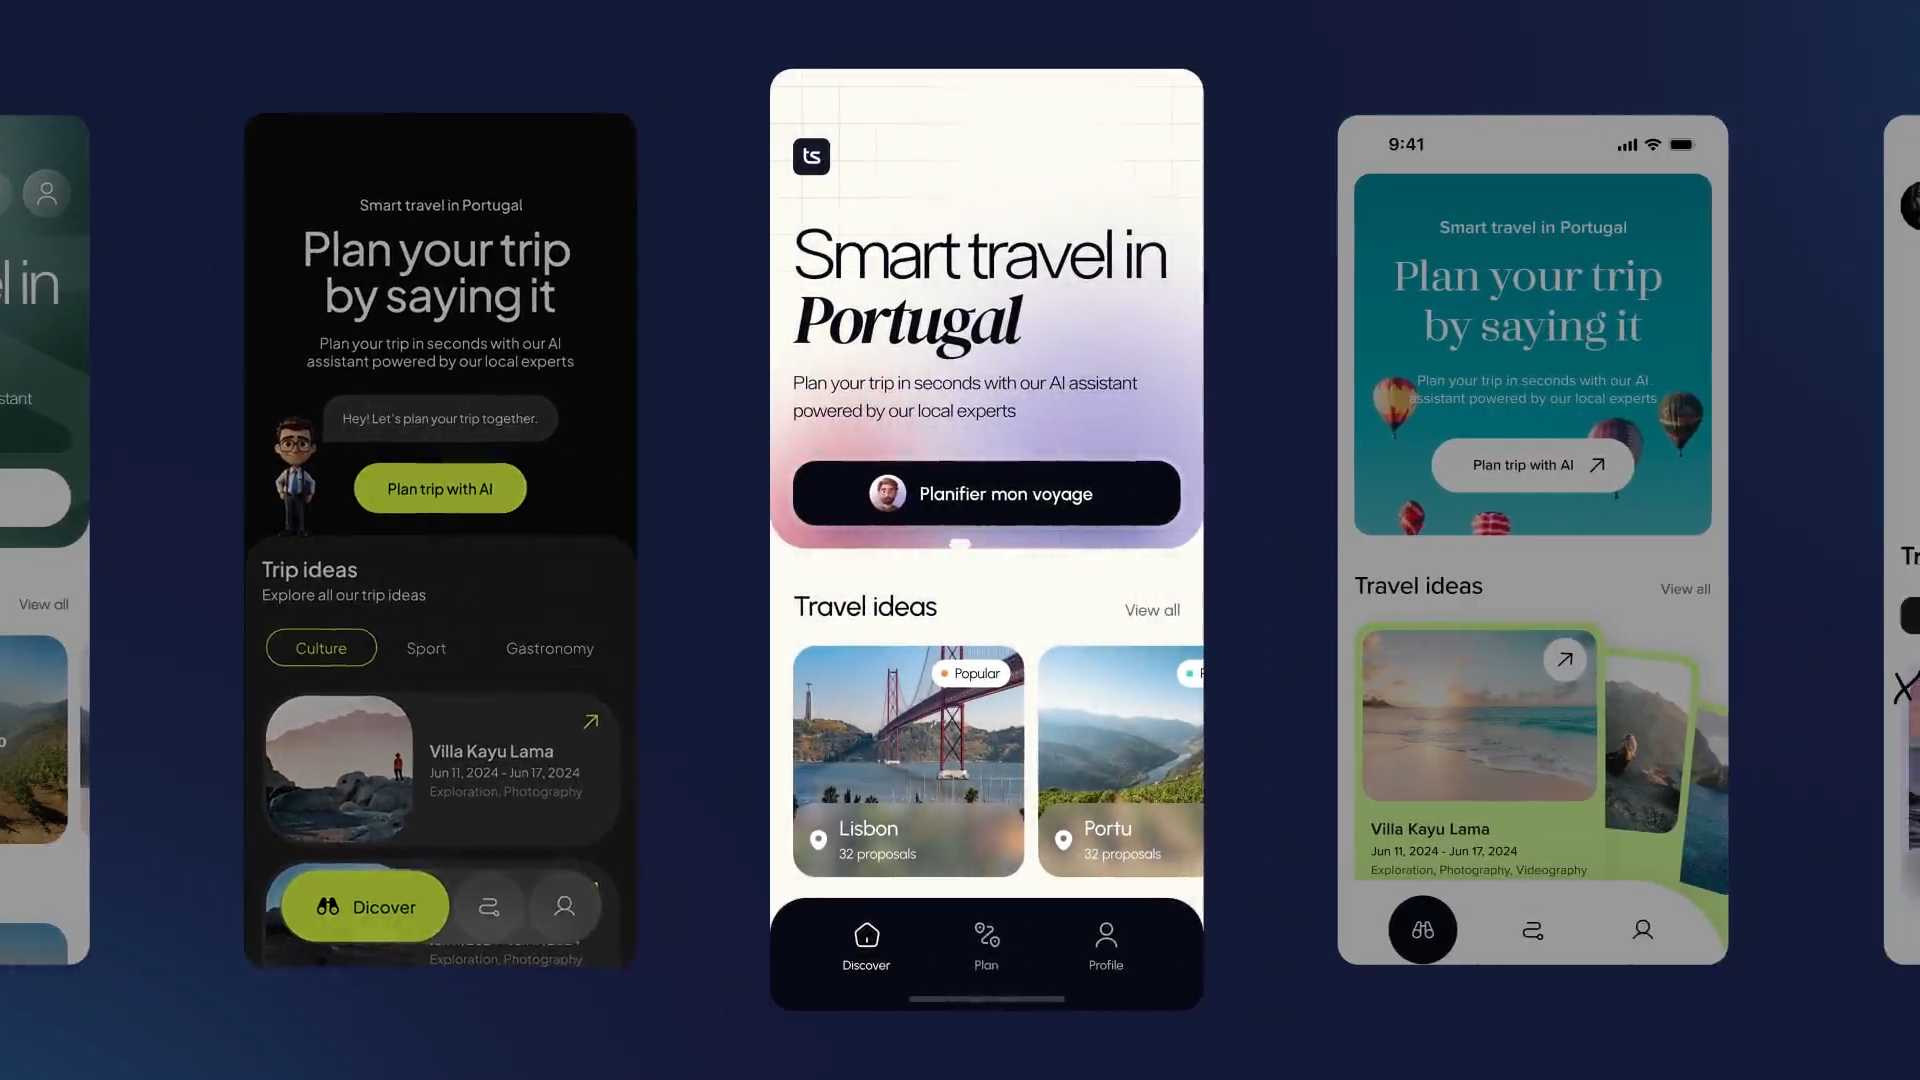 l in
stant
View all
Smart travel in Portugal
Plan your trip
by saying it
Plan your trip in seconds with our AI
assistant powered by our local experts
Hey! Let's plan your trip together.
Plan trip with AI
Trip ideas
Explore all our trip ideas
Culture
Sport
Gastronomy
Villa Kayu Lama
Jun 11, 2024 - Jun 17, 2024
Exploration, Photography
Dicover
Exploration, Photography
ts
Smart travel in
Portugal
Plan your trip in seconds with our AI assistant
powered by our local experts
Planifier mon voyage
Travel ideas
View all
Popular
Lisbon
32 proposals
Portu
32 proposals
Discover
Plan
Profile
9:41
Smart travel in Portugal
Plan your trip
by saying it
Plan your trip in seconds with our AI
assistant powered by our local experts
Plan trip with AI
Travel ideas
View all
Villa Kayu Lama
Jun 11, 2024 - Jun 17, 2024
Exploration, Photography, Videography
Tr